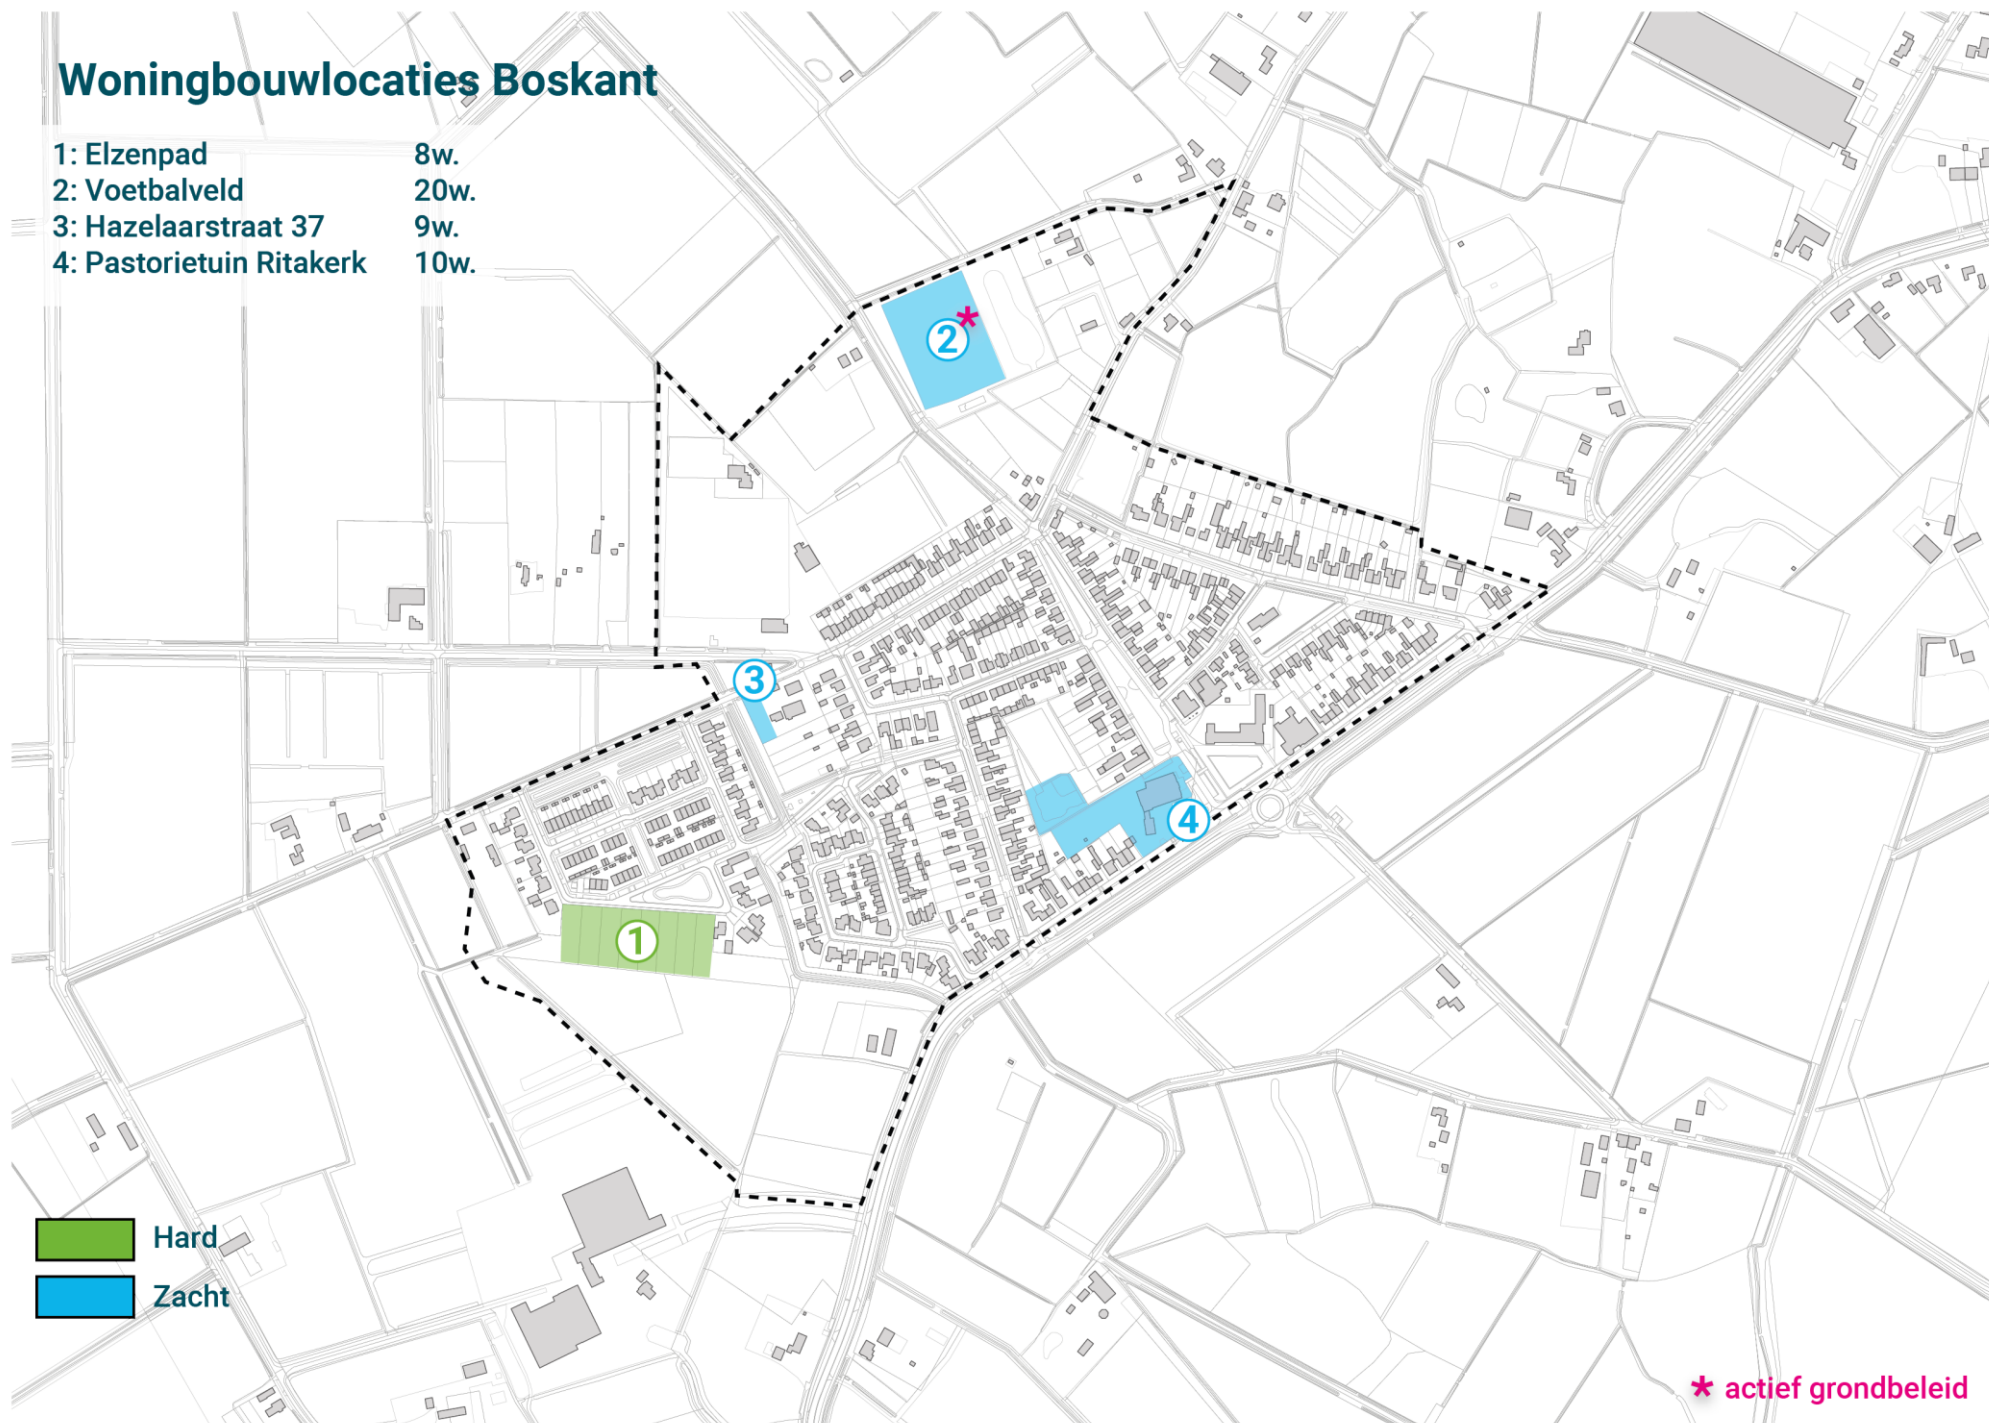 Woningbouwlocaties Boskant
1: Elzenpad 8w.
2: Voetbalveld 20w.
3: Hazelaarstraat 37 9w.
4: Pastorietuin Ritakerk 10w.
2*
3
4
1
Hard
Zacht
* actief grondbeleid